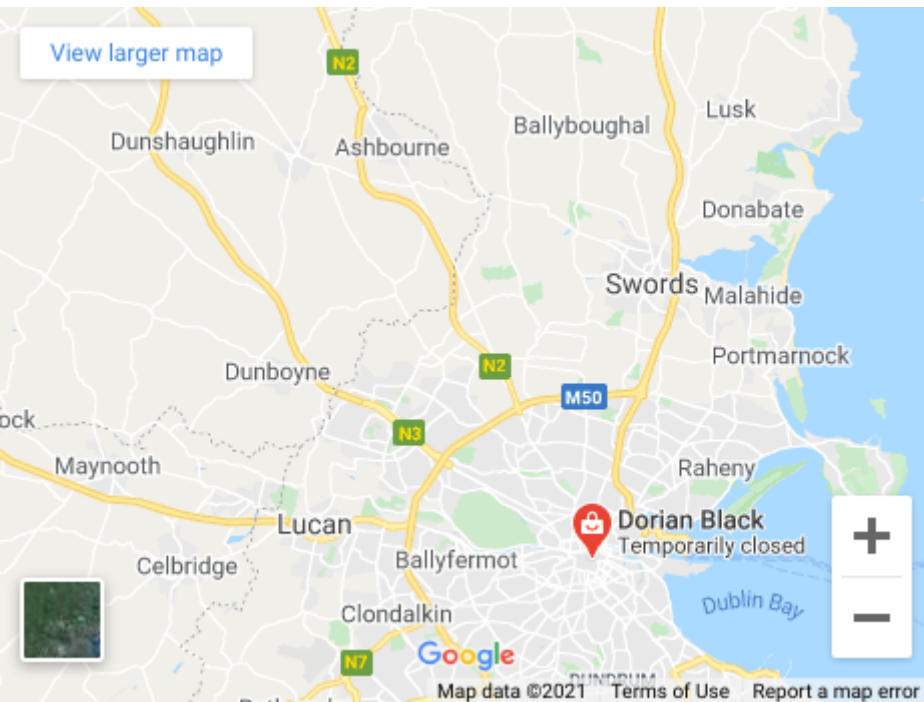 View larger map
N2
Lusk
Ballyboughal
Dunshaughlin
Ashbourne
Donabate
Swords
Malahide
Portmarnock
N2
Dunboyne
M50
ock
N3
Maynooth
Raheny
Lucan
Dorian Black
Temporarily closed
Ballyfermot
Celbridge
Dublin Bay
Clondalkin
Google
N7
DUNDRUM
Map data ©2021 Terms of Use Report a map error